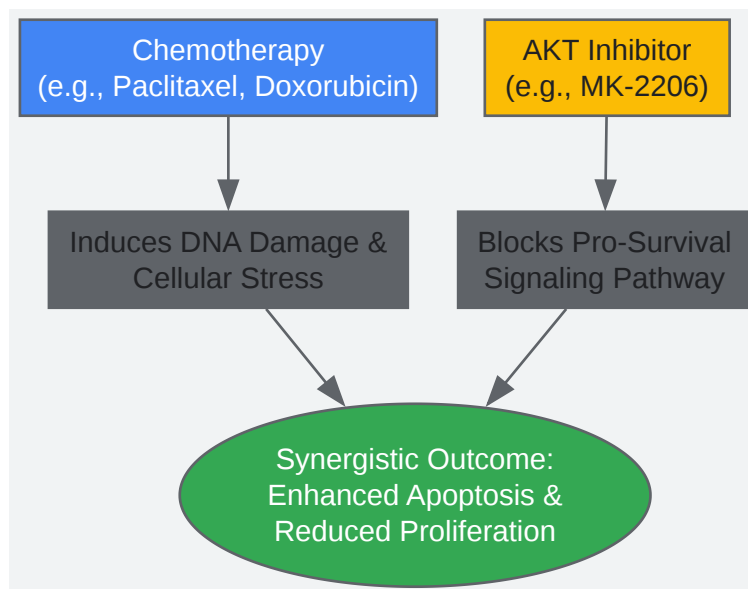 Chemotherapy
(e.g., Paclitaxel, Doxorubicin)
AKT Inhibitor
(e.g., MK-2206)
Induces DNA Damage &
Cellular Stress
Blocks Pro-Survival
Signaling Pathway
Synergistic Outcome:
Enhanced Apoptosis &
Reduced Proliferation